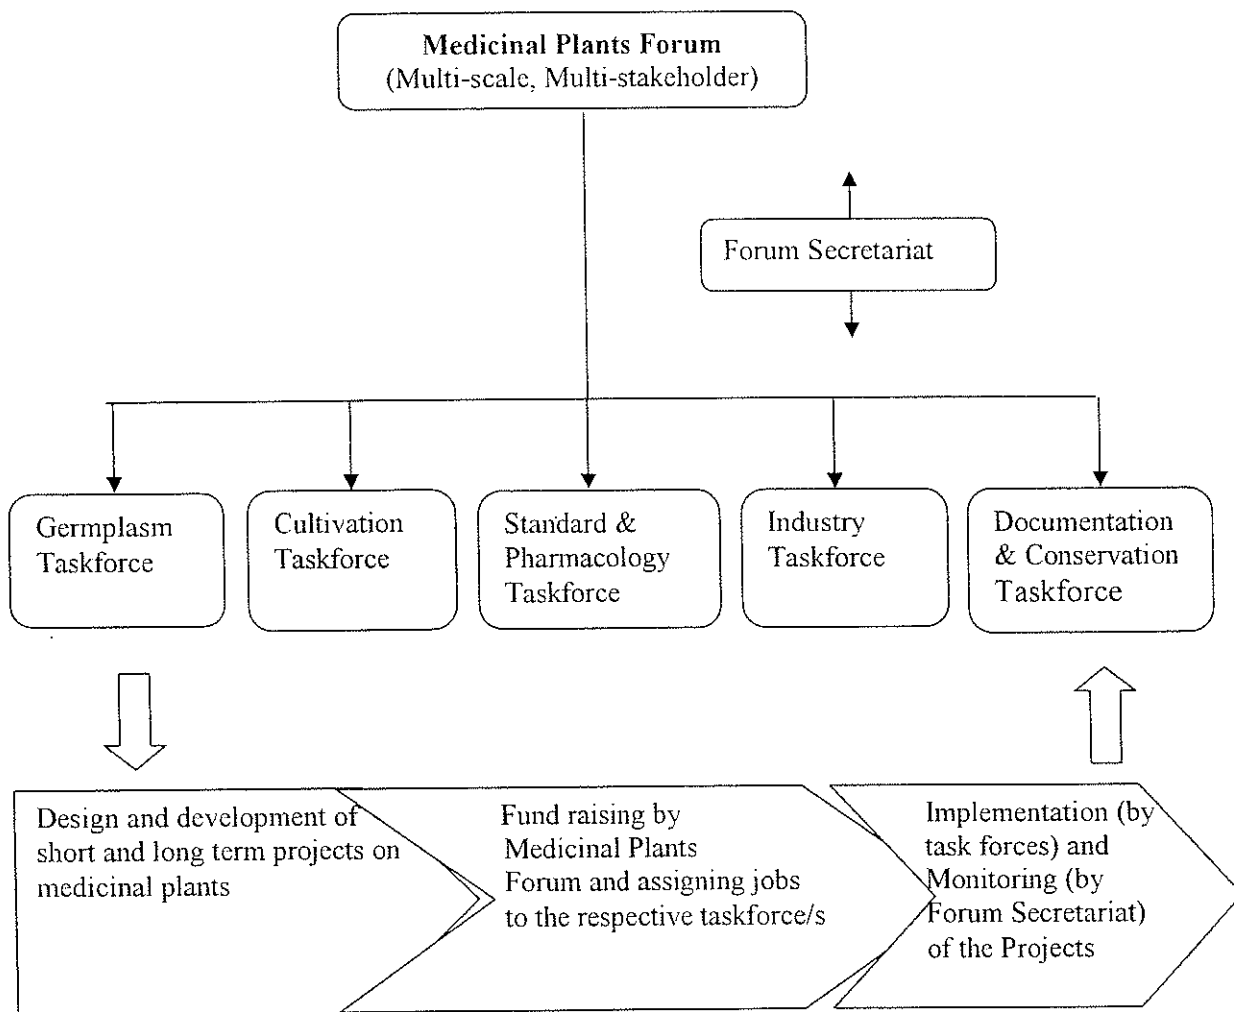 Medicinal Plants Forum
(Multi-scale, Multi-stakeholder)
Forum Secretariat
Germplasm
Taskforce
Cultivation
Taskforce
Standard &
Pharmacology
Taskforce
Industry
Taskforce
Documentation
& Conservation
Taskforce
Design and development of
short and long term projects on
medicinal plants
Fund raising by
Medicinal Plants
Forum and assigning jobs
to the respective taskforce/s
Implementation (by
task forces) and
Monitoring (by
Forum Secretariat)
of the Projects